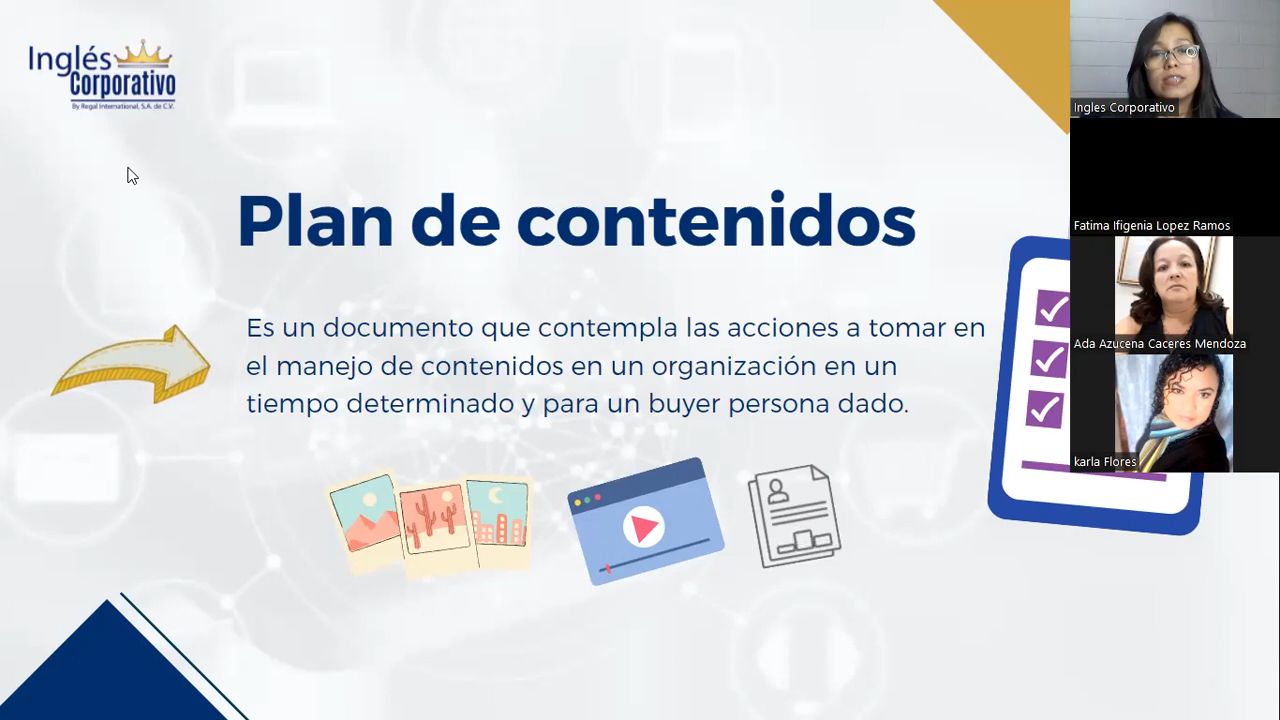 Inglés
Corporativo
By Regal International, S.A. de C.V.
Plan de contenidos
Es un documento que contempla las acciones a tomar en
el manejo de contenidos en un organización en un
tiempo determinado y para un buyer persona dado.
Ingles Corporativo
Fatima Ifigenia Lopez Ramos
Ada Azucena Caceres Mendoza
karla Flores